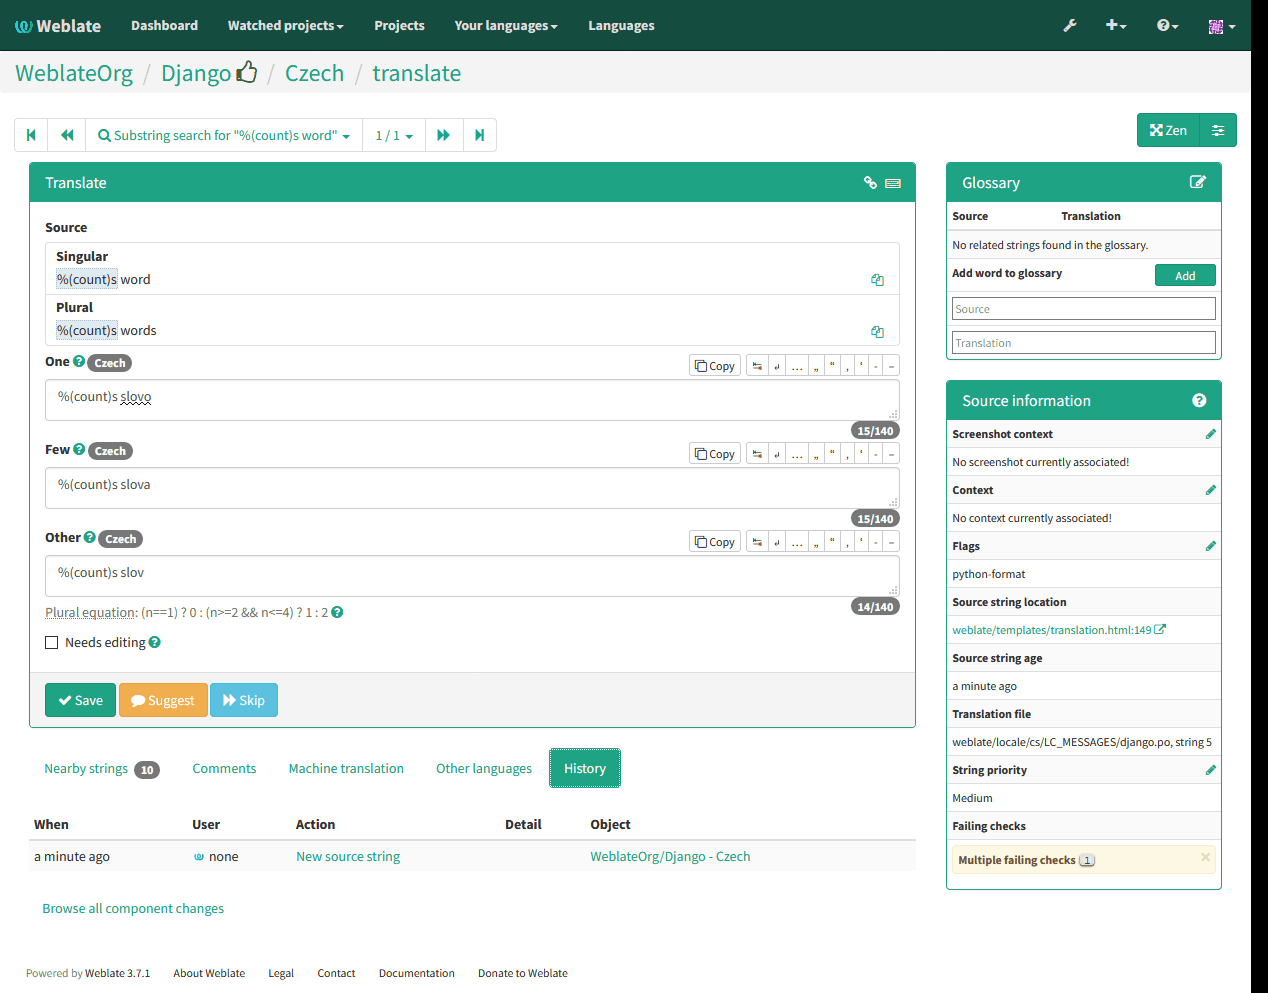 Weblate Dashboard Watched projects Projects Your languages Languages
WeblateOrg / Django / Czech / translate
Substring search for "%(count)s word" 1 / 1
Zen
Translate
Source
Singular
%(count)s word
Plural
%(count)s words
One Czech Copy … „ “ ‚ ‘ - –
%(count)s slovo
15/140
Few Czech Copy … „ “ ‚ ‘ - –
%(count)s slova
15/140
Other Czech Copy … „ “ ‚ ‘ - –
%(count)s slov
14/140
Plural equation: (n==1) ? 0 : (n>=2 && n<=4) ? 1 : 2
Needs editing
Save Suggest Skip
Nearby strings 10 Comments Machine translation Other languages History
When User Action Detail Object
a minute ago none New source string WeblateOrg/Django - Czech
Browse all component changes
Glossary
Source Translation
No related strings found in the glossary.
Add word to glossary Add
Source
Translation
Source information
Screenshot context
No screenshot currently associated!
Context
No context currently associated!
Flags
python-format
Source string location
weblate/templates/translation.html:149
Source string age
a minute ago
Translation file
weblate/locale/cs/LC_MESSAGES/django.po, string 5
String priority
Medium
Failing checks
Multiple failing checks 1
Powered by Weblate 3.7.1 About Weblate Legal Contact Documentation Donate to Weblate